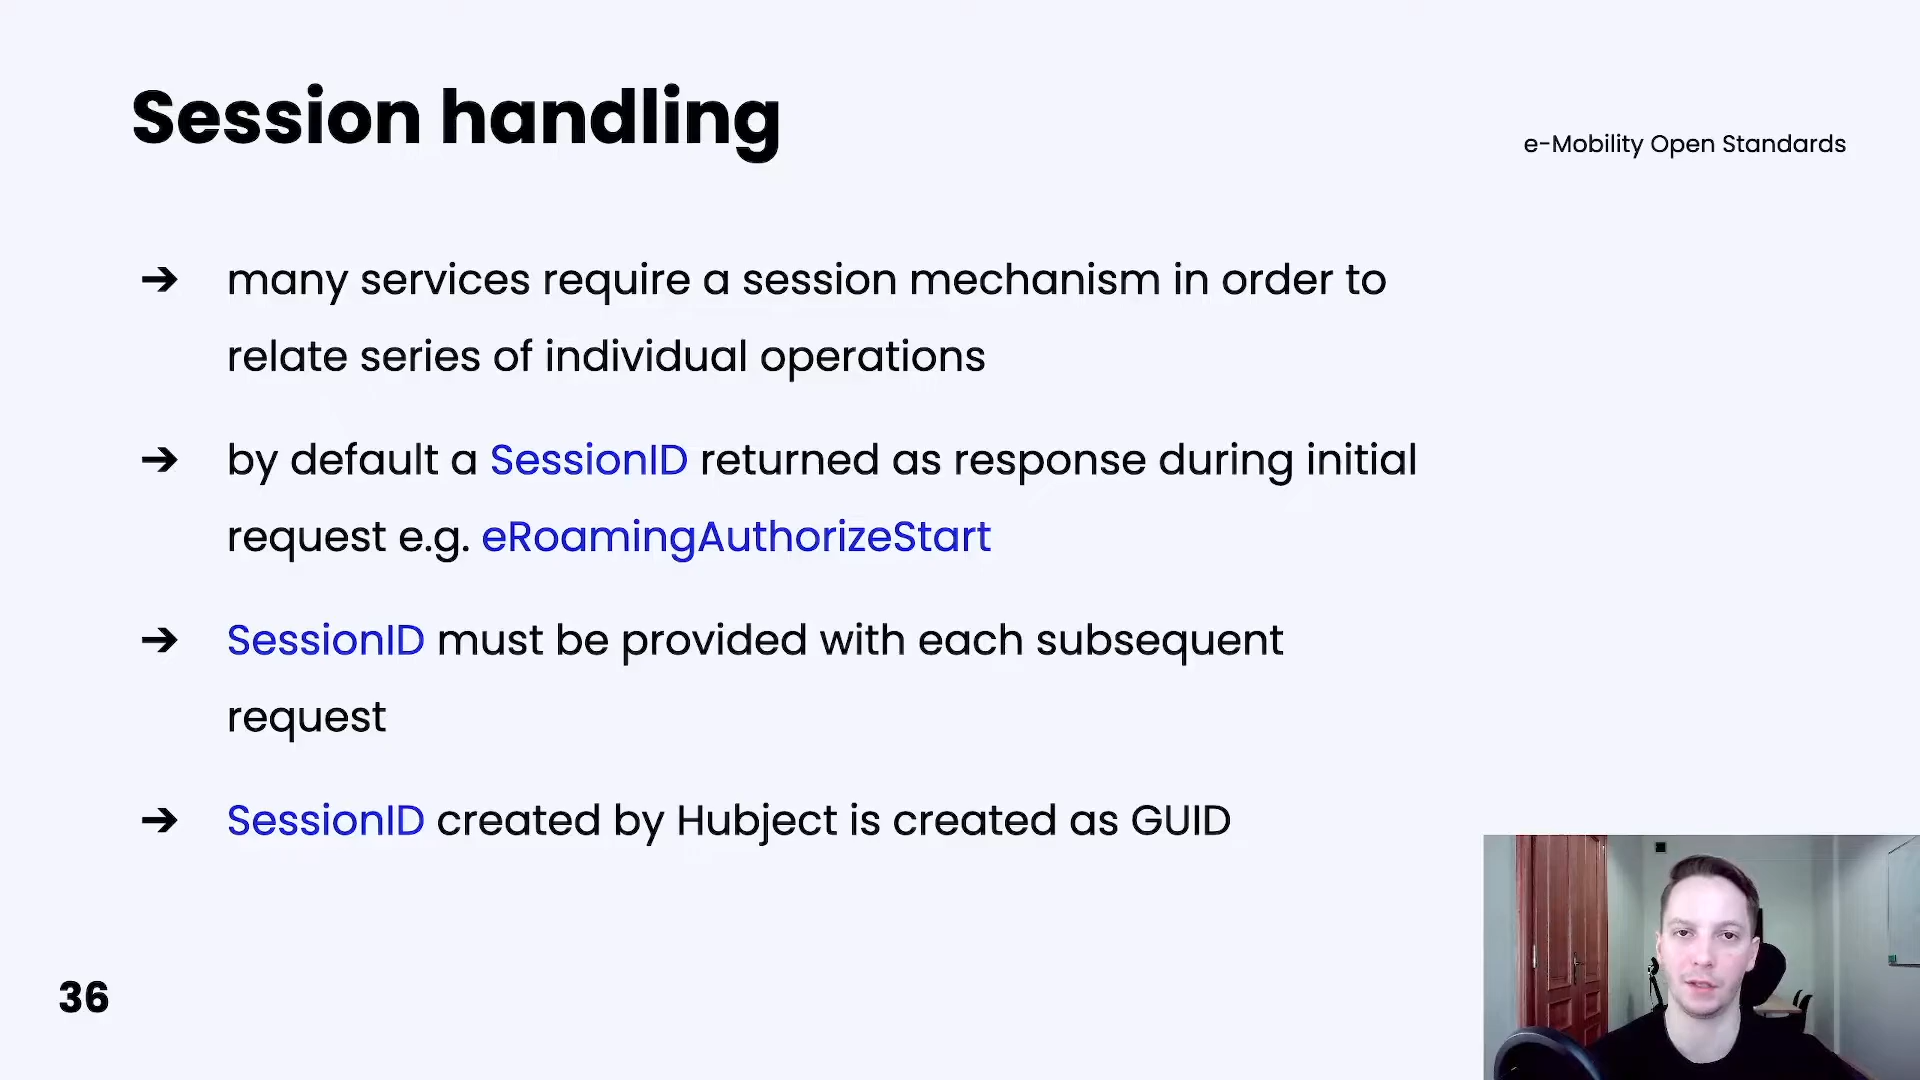 Session handling
e-Mobility Open Standards
➔ many services require a session mechanism in order to
relate series of individual operations
➔ by default a SessionID returned as response during initial
request e.g. eRoamingAuthorizeStart
➔ SessionID must be provided with each subsequent
request
➔ SessionID created by Hubject is created as GUID
36